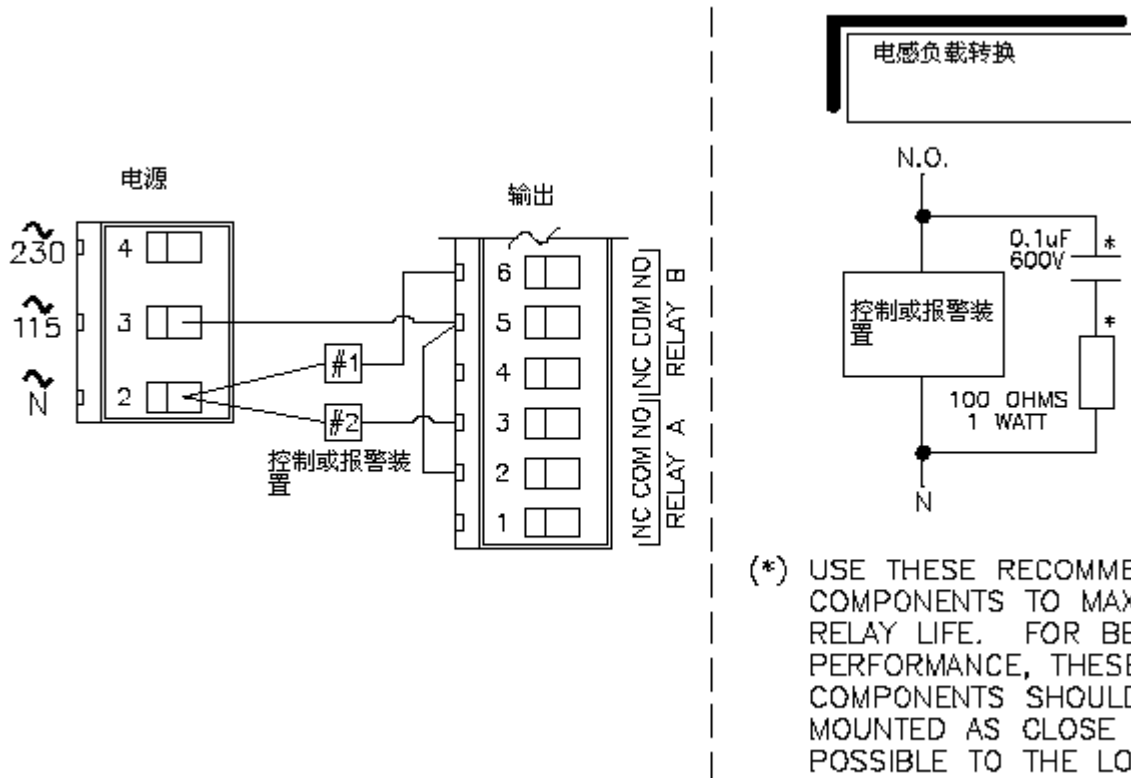 电源
~
230
4
~
115
3
~
N
2
#1
#2
控制或报警装
置
输出
6
5
4
3
2
1
NC COM NO
RELAY B
NC COM NO
RELAY A
电感负载转换
N.O.
0.1uF
600V
*
*
控制或报警装
置
100 OHMS
1 WATT
N
(*) USE THESE RECOMME
COMPONENTS TO MAX
RELAY LIFE. FOR BE
PERFORMANCE, THESE
COMPONENTS SHOULD
MOUNTED AS CLOSE
POSSIBLE TO THE LO